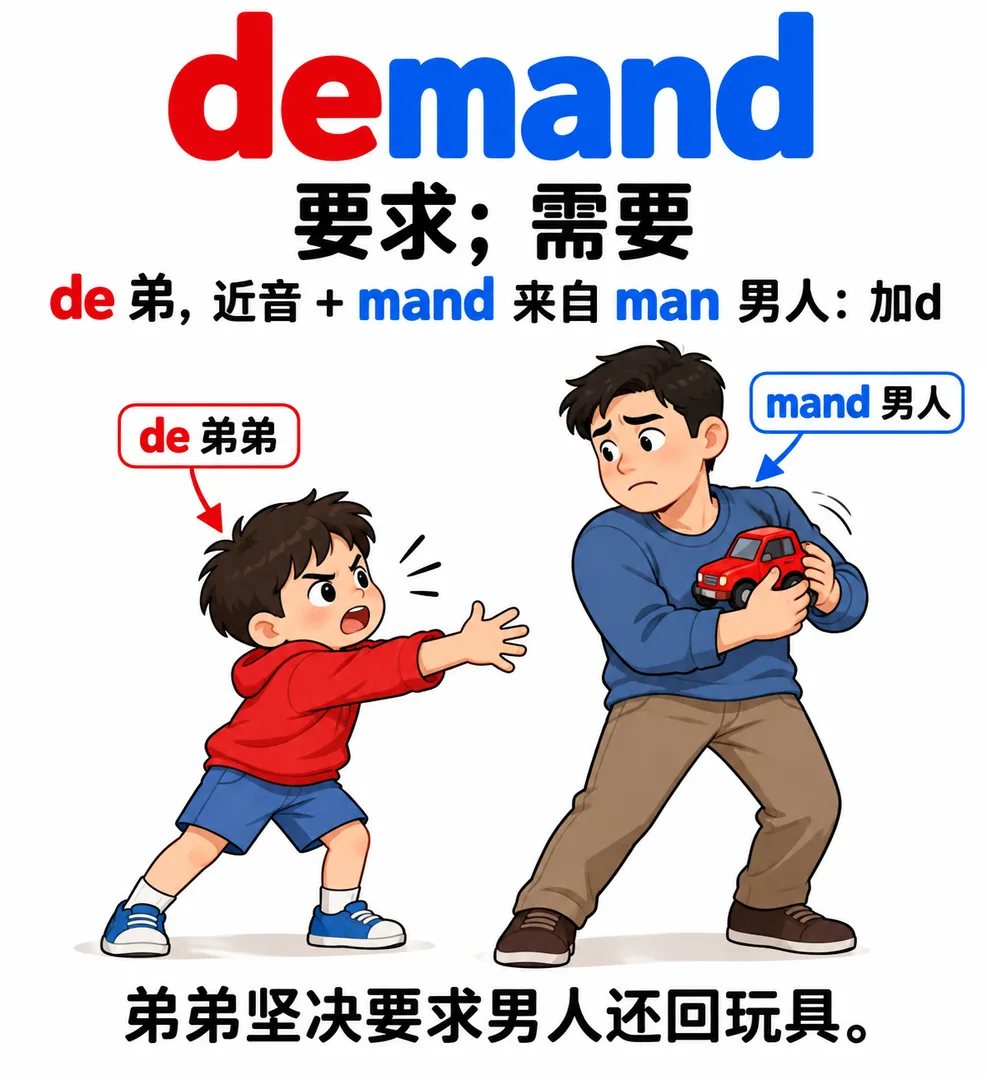 demand
要求；需要
de 弟，近音 + mand 来自 man 男人：加d
mand 男人
de 弟弟
弟弟坚决要求男人还回玩具。